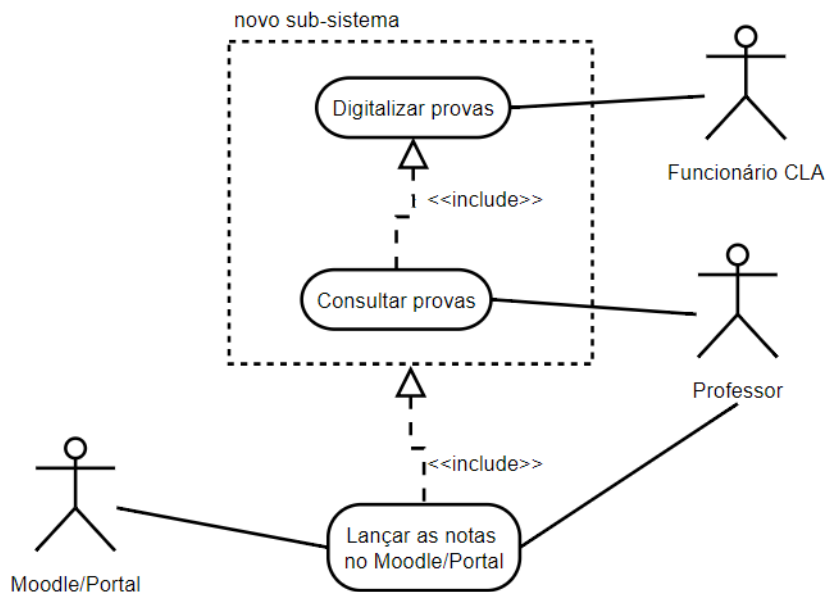 novo sub-sistema
Digitalizar provas
Funcionário CLA
<<include>>
Consultar provas
Professor
<<include>>
Lançar as notas
no Moodle/Portal
Moodle/Portal